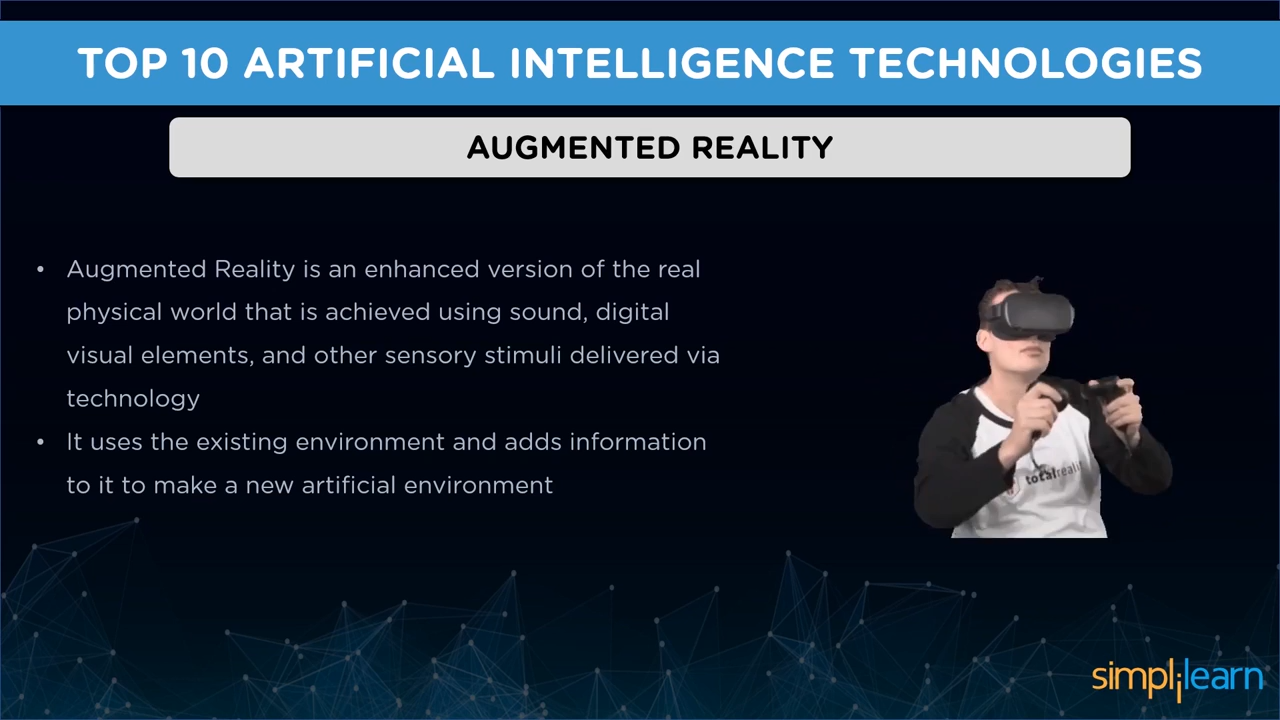 TOP 10 ARTIFICIAL INTELLIGENCE TECHNOLOGIES
AUGMENTED REALITY
• Augmented Reality is an enhanced version of the real
physical world that is achieved using sound, digital
visual elements, and other sensory stimuli delivered via
technology
• It uses the existing environment and adds information
to it to make a new artificial environment
totalreali
simplilearn